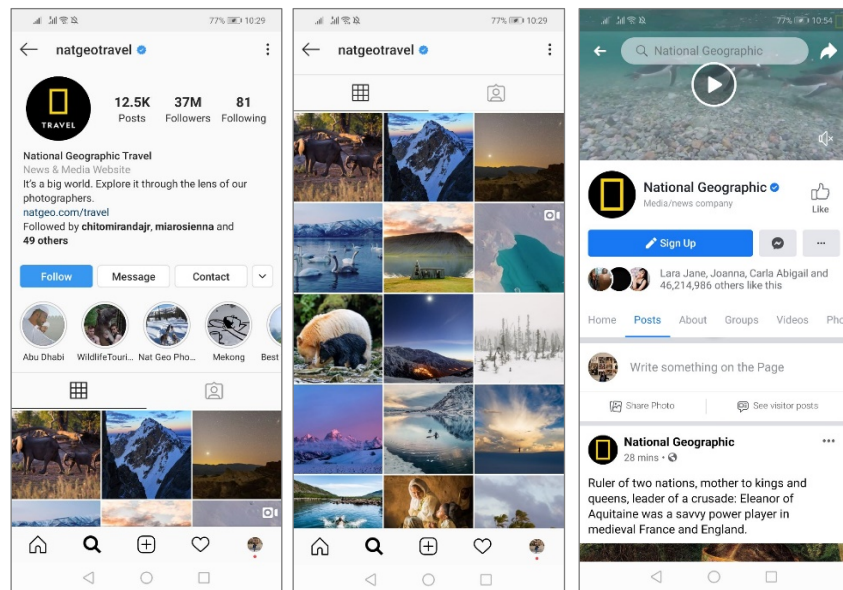 77% 10:29
natgeotravel
TRAVEL
12.5K 37M 81
Posts Followers Following
National Geographic Travel
News & Media Website
It's a big world. Explore it through the lens of our
photographers.
natgeo.com/travel
Followed by chitomirandajr, miarosienna and
49 others
Follow Message Contact
Abu Dhabi WildlifeTouri... Nat Geo Pho... Mekong Best
77% 10:29
natgeotravel
77% 10:54
National Geographic
National Geographic
Media/news company
Like
Sign Up
Lara Jane, Joanna, Carla Abigail and
46,214,986 others like this
Home Posts About Groups Videos Pho
Write something on the Page
Share Photo See visitor posts
National Geographic
28 mins
Ruler of two nations, mother to kings and
queens, leader of a crusade: Eleanor of
Aquitaine was a savvy power player in
medieval France and England.